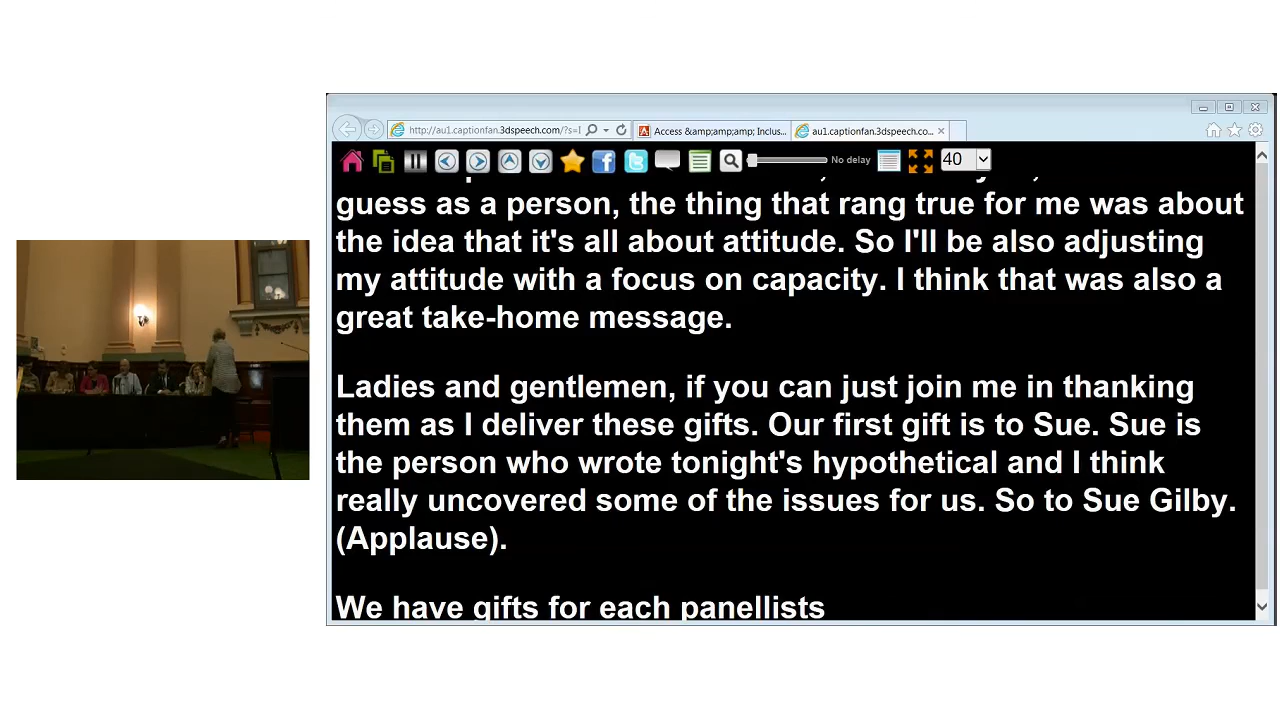 http://au1.captionfan.3dspeech.com/?s=1
Access &amp;amp;amp; Inclus...
au1.captionfan.3dspeech.co...
No delay
40
guess as a person, the thing that rang true for me was about
the idea that it's all about attitude. So I'll be also adjusting
my attitude with a focus on capacity. I think that was also a
great take-home message.
Ladies and gentlemen, if you can just join me in thanking
them as I deliver these gifts. Our first gift is to Sue. Sue is
the person who wrote tonight's hypothetical and I think
really uncovered some of the issues for us. So to Sue Gilby.
(Applause).
We have gifts for each panellists